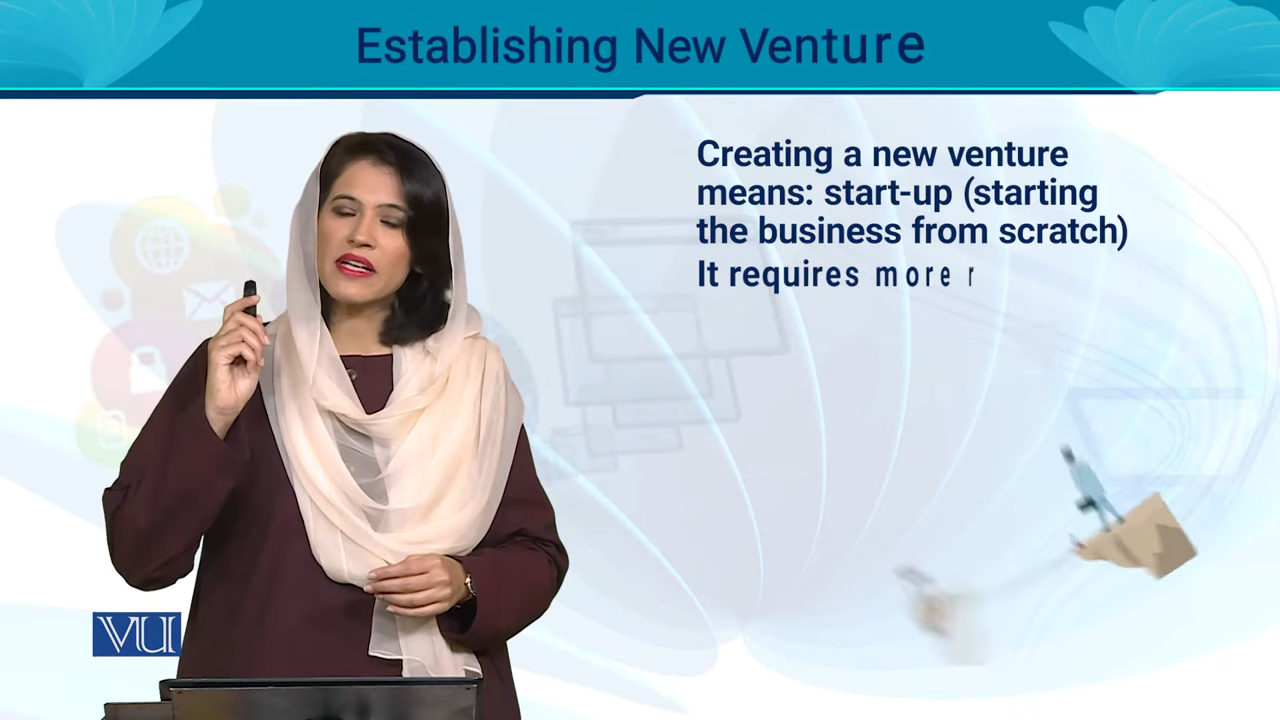 Establishing New Venture
Creating a new venture
means: start-up (starting
the business from scratch)
It requires more r
VU